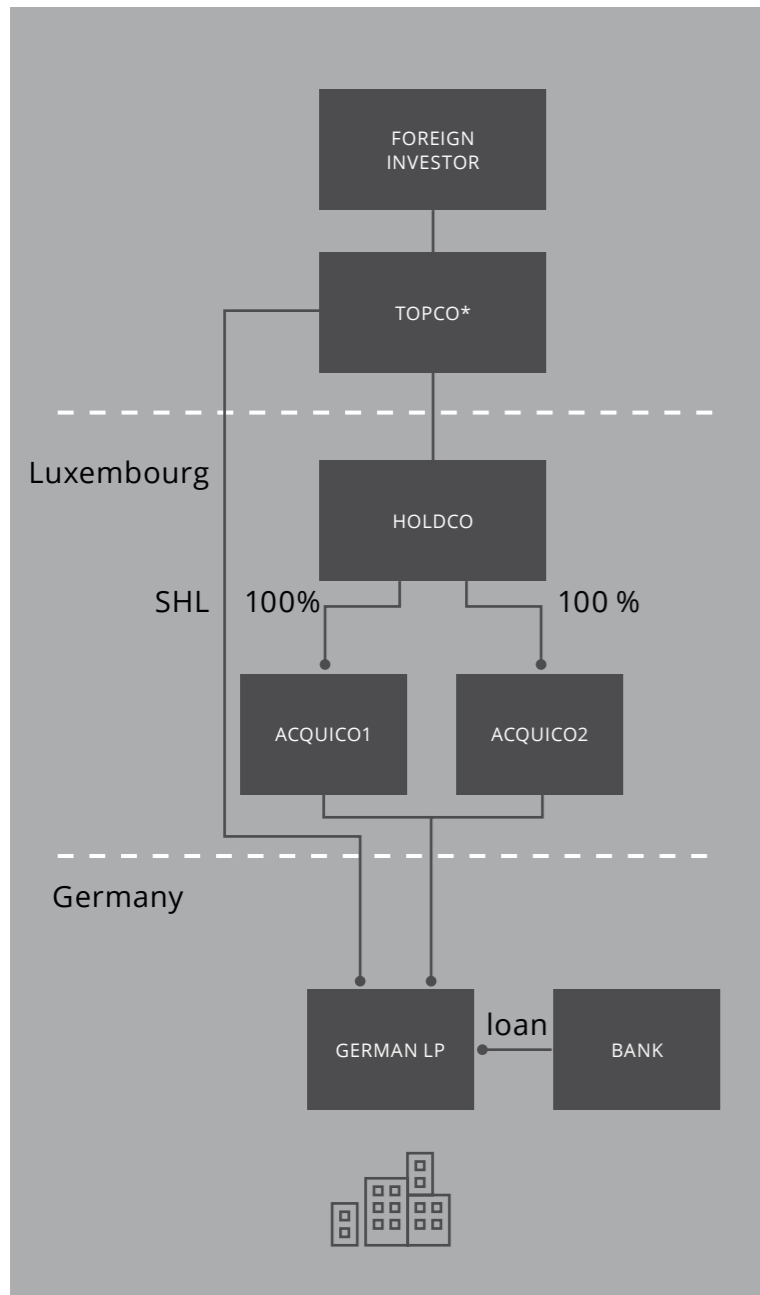 FOREIGN
INVESTOR
TOPCO*
Luxembourg
HOLDCO
SHL
100%
100 %
ACQUICO1
ACQUICO2
Germany
GERMAN LP
loan
BANK